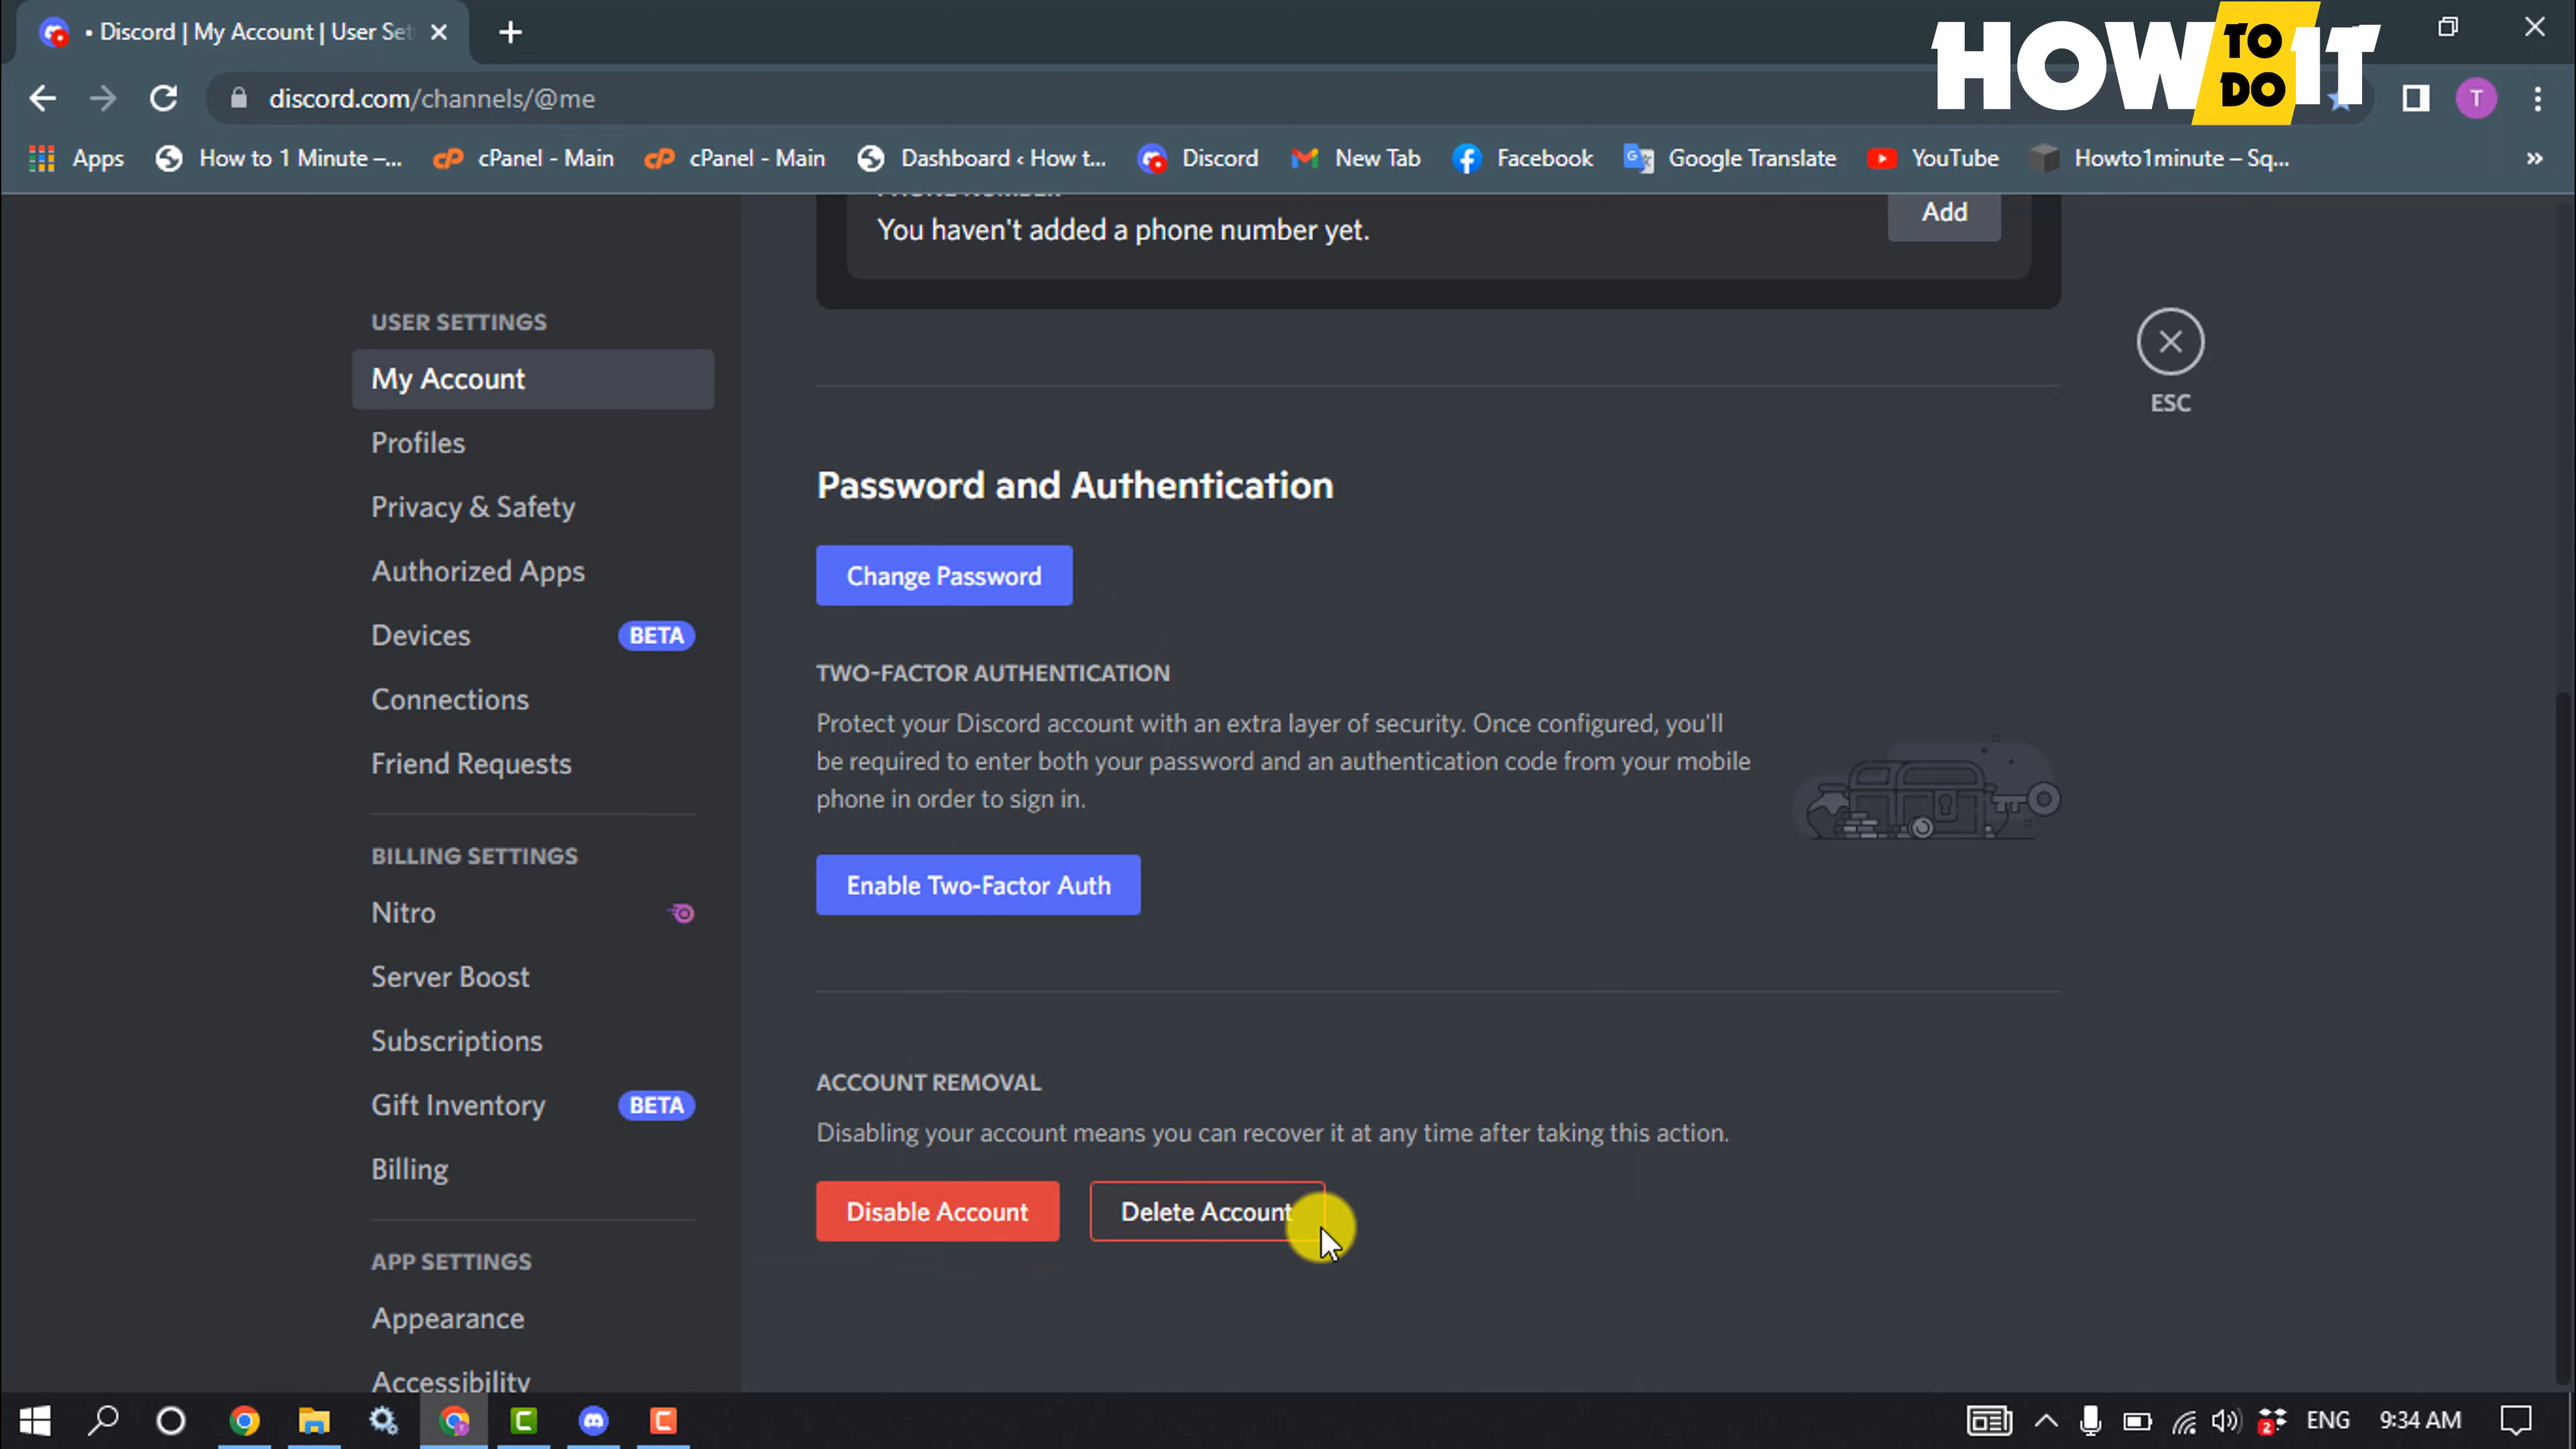 • Discord | My Account | User Set
HOW TO DO IT
discord.com/channels/@me
T
Apps
How to 1 Minute –...
cPanel - Main
cPanel - Main
Dashboard ‹ How t...
Discord
New Tab
Facebook
Google Translate
YouTube
Howto1minute – Sq...
»
PHONE NUMBER
You haven't added a phone number yet.
Add
USER SETTINGS
My Account
Profiles
Privacy & Safety
Authorized Apps
Devices BETA
Connections
Friend Requests
BILLING SETTINGS
Nitro
Server Boost
Subscriptions
Gift Inventory BETA
Billing
APP SETTINGS
Appearance
Accessibility
ESC
Password and Authentication
Change Password
TWO-FACTOR AUTHENTICATION
Protect your Discord account with an extra layer of security. Once configured, you'll
be required to enter both your password and an authentication code from your mobile
phone in order to sign in.
Enable Two-Factor Auth
ACCOUNT REMOVAL
Disabling your account means you can recover it at any time after taking this action.
Disable Account
Delete Account
2
ENG
9:34 AM